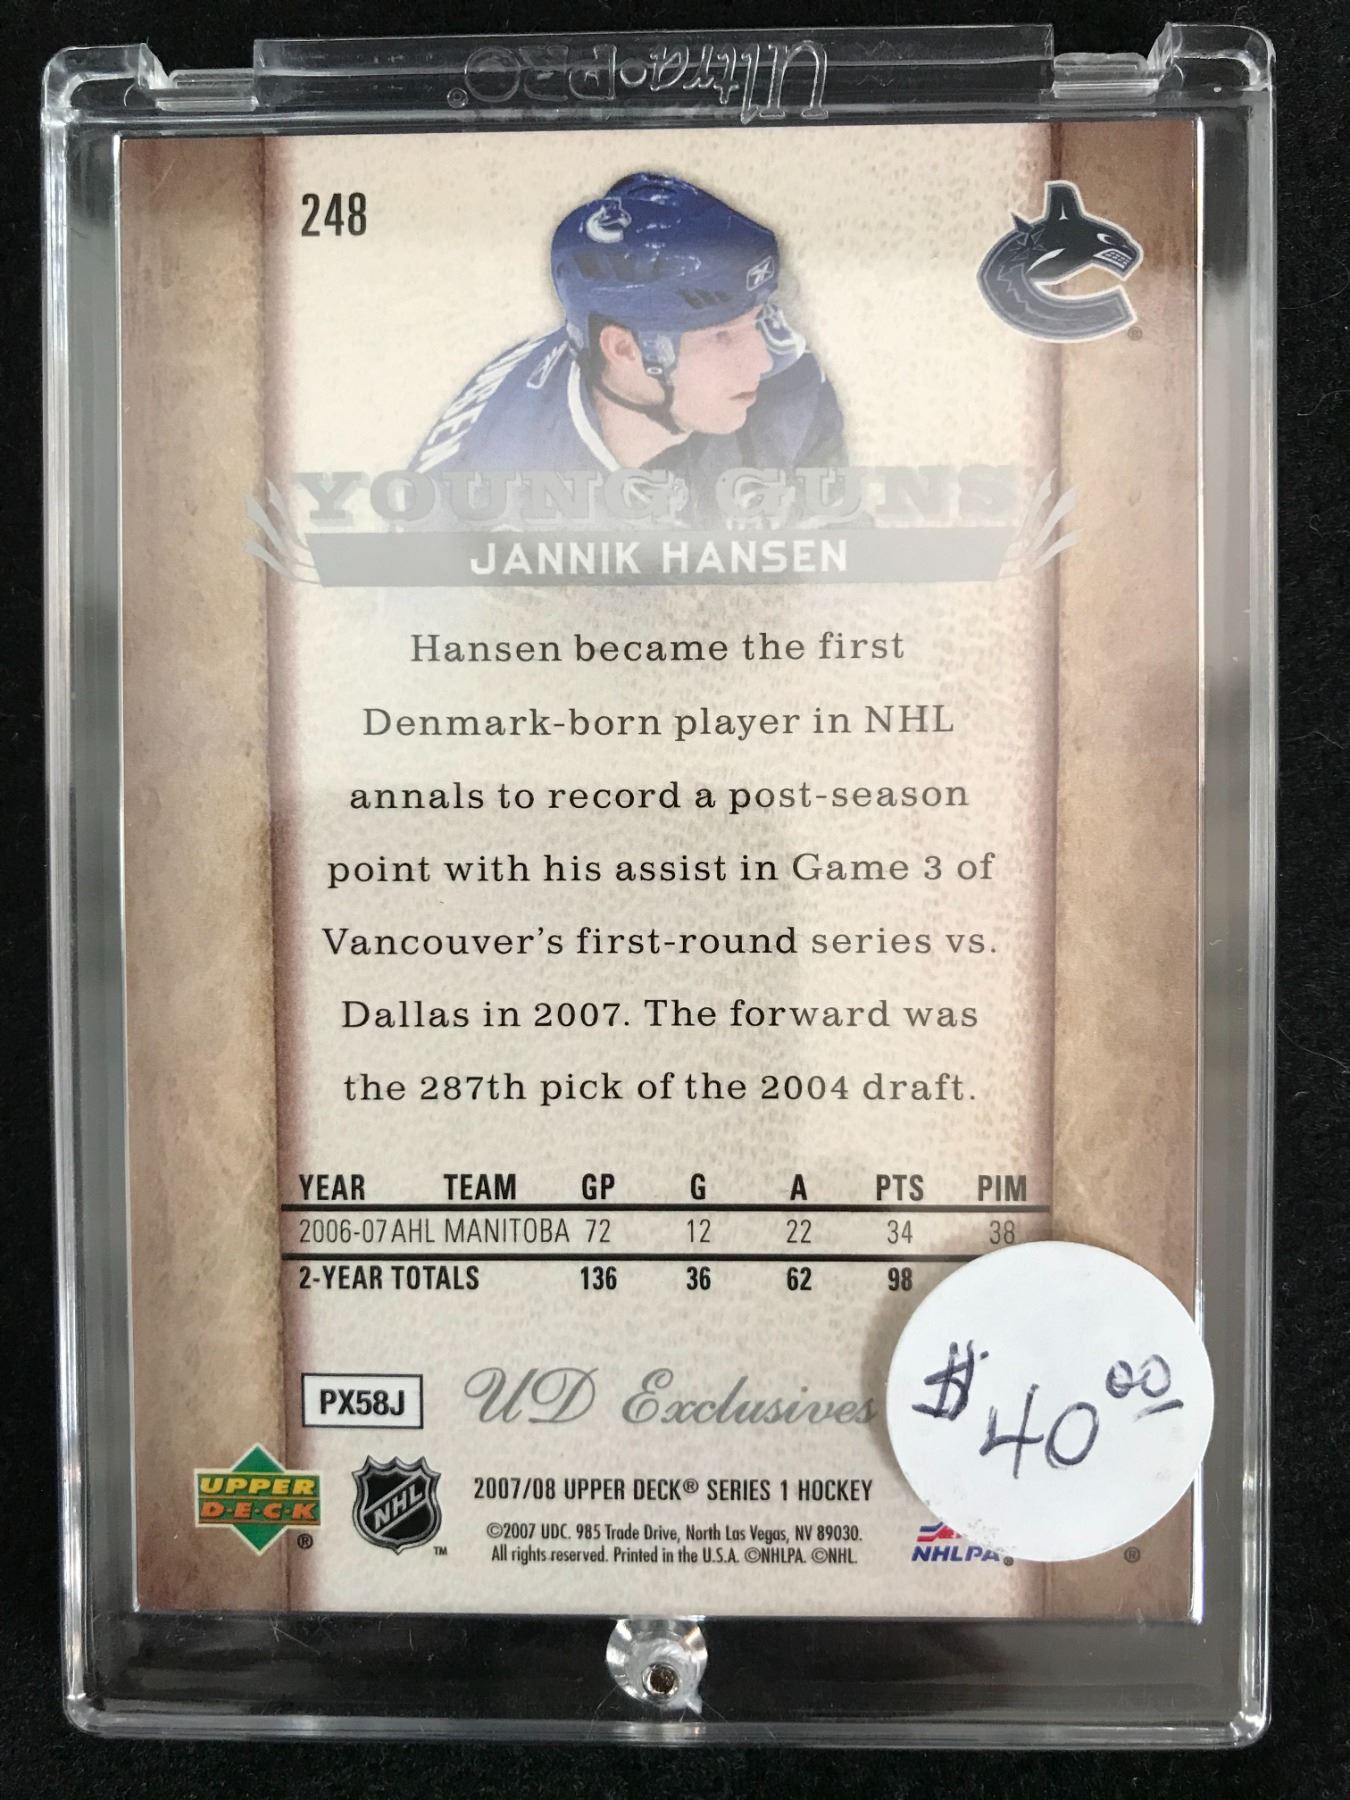 Ultra•PRO®
248
HANSEN
YOUNG GUNS
JANNIK HANSEN
Hansen became the first
Denmark-born player in NHL
annals to record a post-season
point with his assist in Game 3 of
Vancouver's first-round series vs.
Dallas in 2007. The forward was
the 287th pick of the 2004 draft.
YEAR TEAM GP G A PTS PIM
2006-07 AHL MANITOBA 72 12 22 34 38
2-YEAR TOTALS 136 36 62 98
$40.00
PX58J UD Exclusives
UPPER
D•E•C•K
®
NHL
™
2007/08 UPPER DECK® SERIES 1 HOCKEY
©2007 UDC. 985 Trade Drive, North Las Vegas, NV 89030.
All rights reserved. Printed in the U.S.A. ©NHLPA. ©NHL.
NHLPA®
®